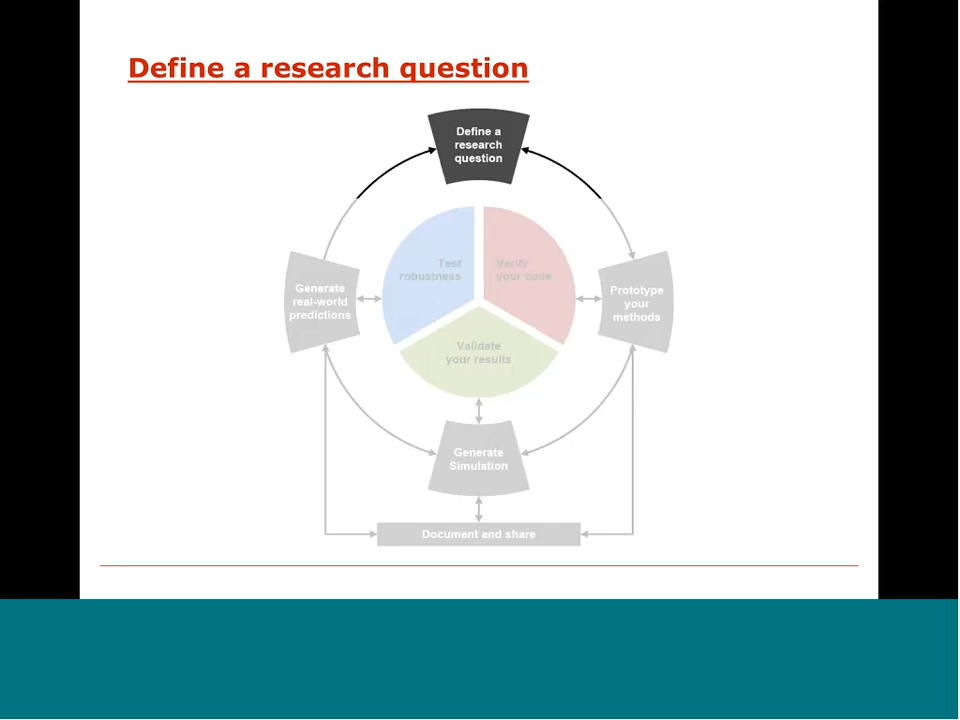 Define a research question
Define a
research
question
Test
robustness
Verify
your code
Generate
real-world
predictions
Prototype
your
methods
Validate
your results
Generate
Simulation
Document and share